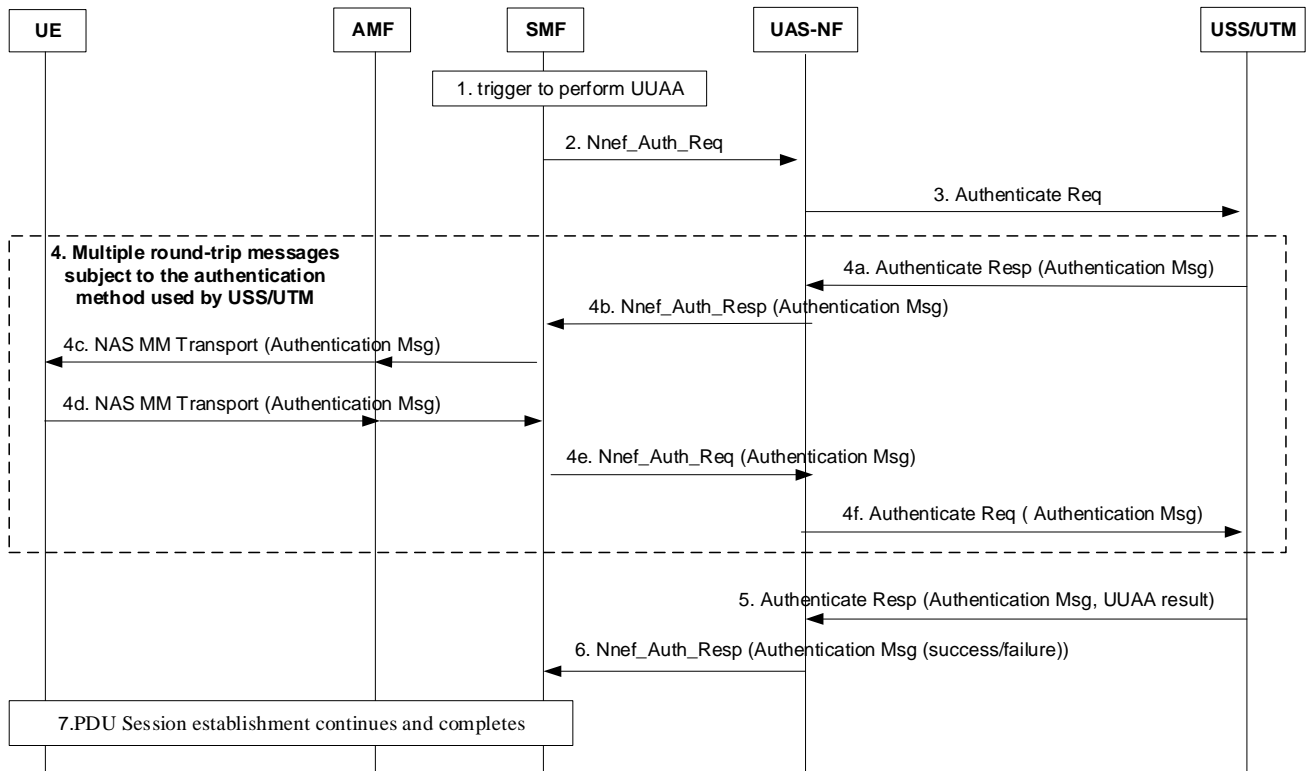 UE
AMF
SMF
UAS-NF
USS/UTM
1. trigger to perform UUAA
2. Nnef_Auth_Req
3. Authenticate Req
4. Multiple round-trip messages
subject to the authentication
method used by USS/UTM
4a. Authenticate Resp (Authentication Msg)
4b. Nnef_Auth_Resp (Authentication Msg)
4c. NAS MM Transport (Authentication Msg)
4d. NAS MM Transport (Authentication Msg)
4e. Nnef_Auth_Req (Authentication Msg)
4f. Authenticate Req ( Authentication Msg)
5. Authenticate Resp (Authentication Msg, UUAA result)
6. Nnef_Auth_Resp (Authentication Msg (success/failure))
7.PDU Session establishment continues and completes